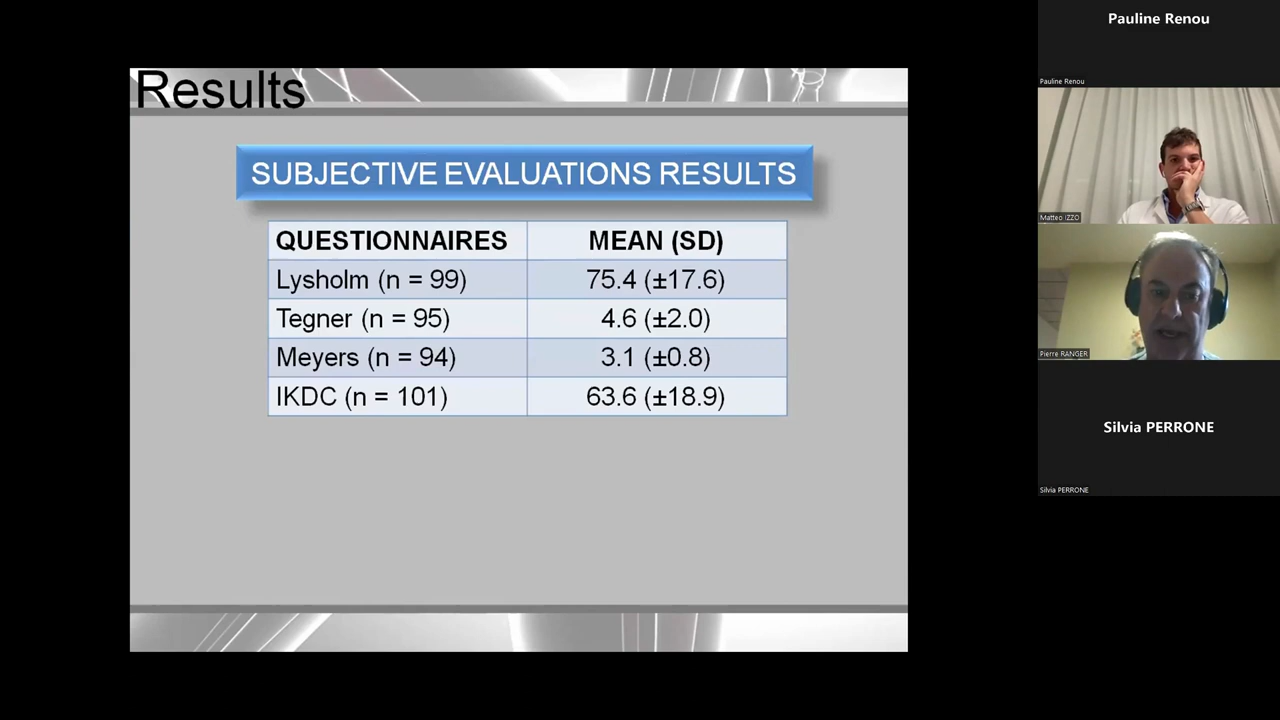 Results
SUBJECTIVE EVALUATIONS RESULTS
QUESTIONNAIRES MEAN (SD)
Lysholm (n = 99) 75.4 (±17.6)
Tegner (n = 95) 4.6 (±2.0)
Meyers (n = 94) 3.1 (±0.8)
IKDC (n = 101) 63.6 (±18.9)
Pauline Renou
Pauline Renou
Matteo IZZO
Pierre RANGER
Silvia PERRONE
Silvia PERRONE